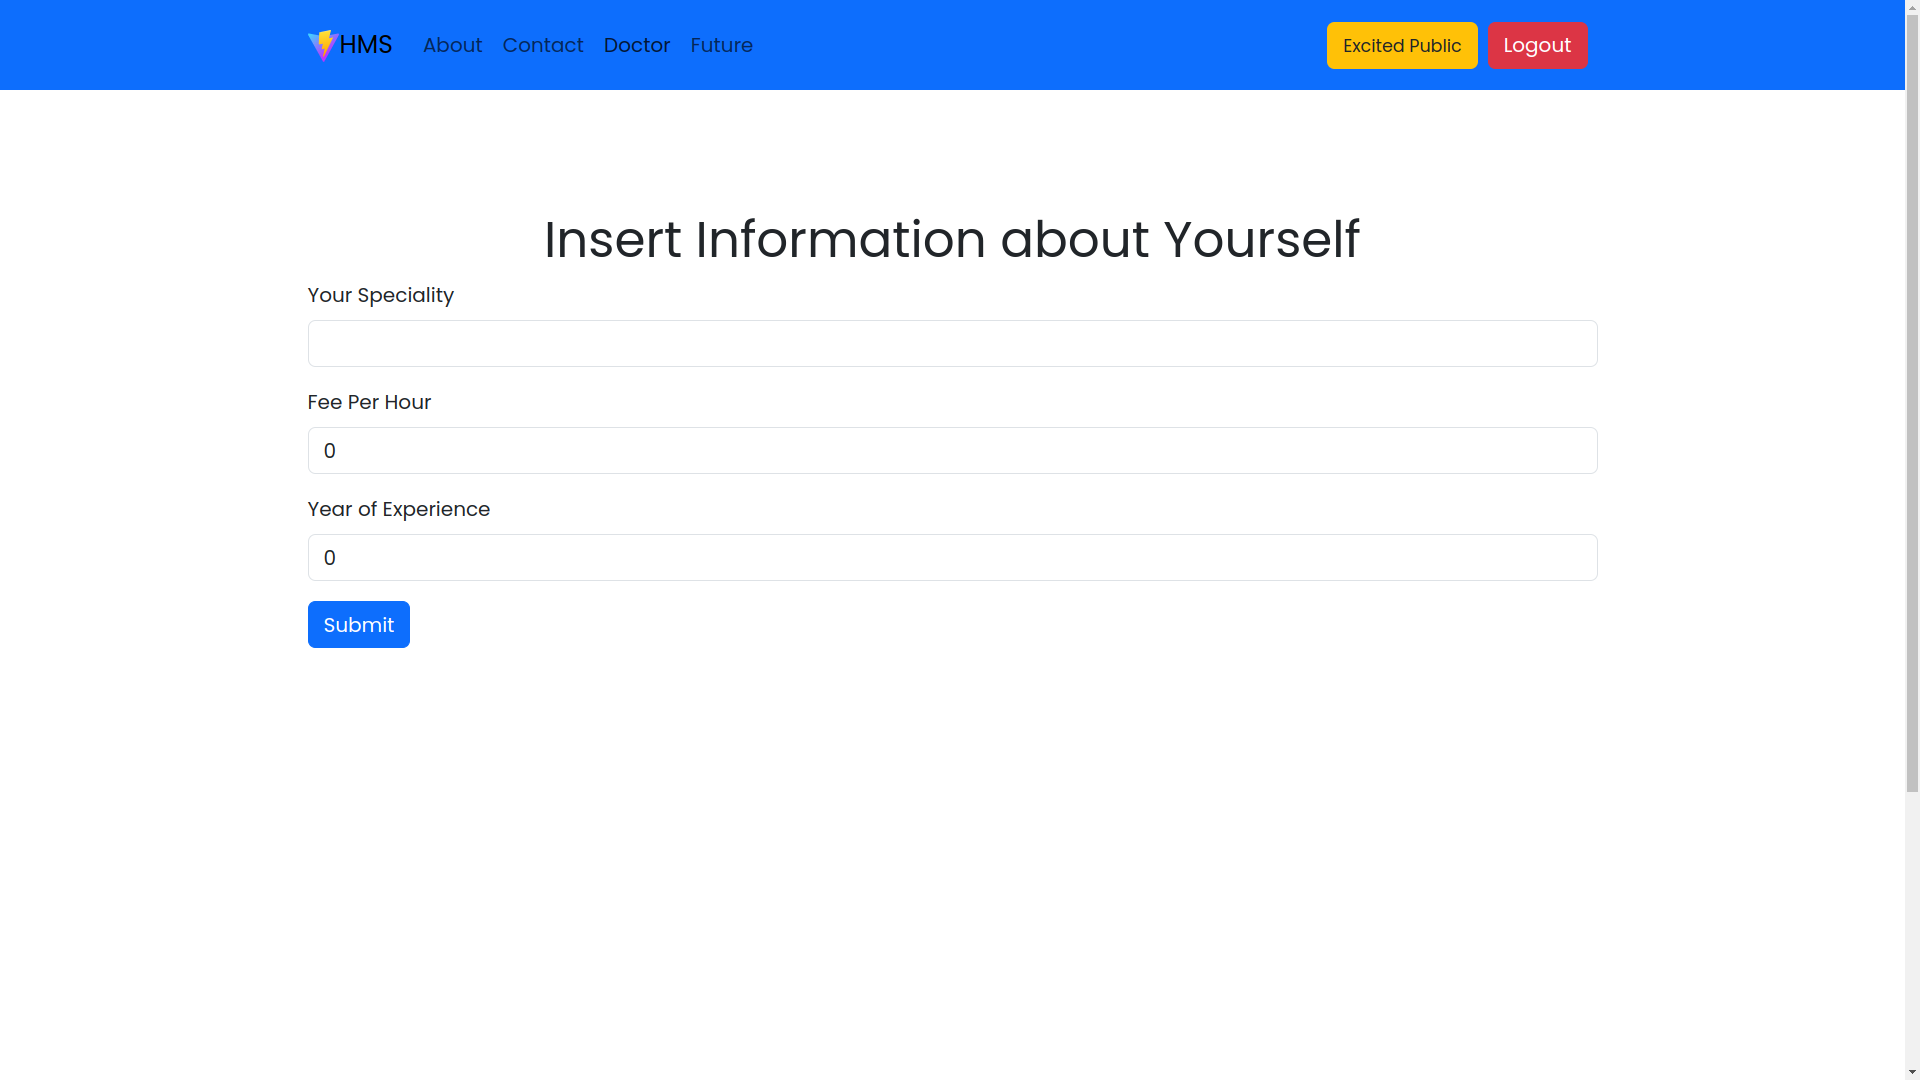 HMS About Contact Doctor Future Excited Public Logout
Insert Information about Yourself
Your Speciality
Fee Per Hour
0
Year of Experience
0
Submit